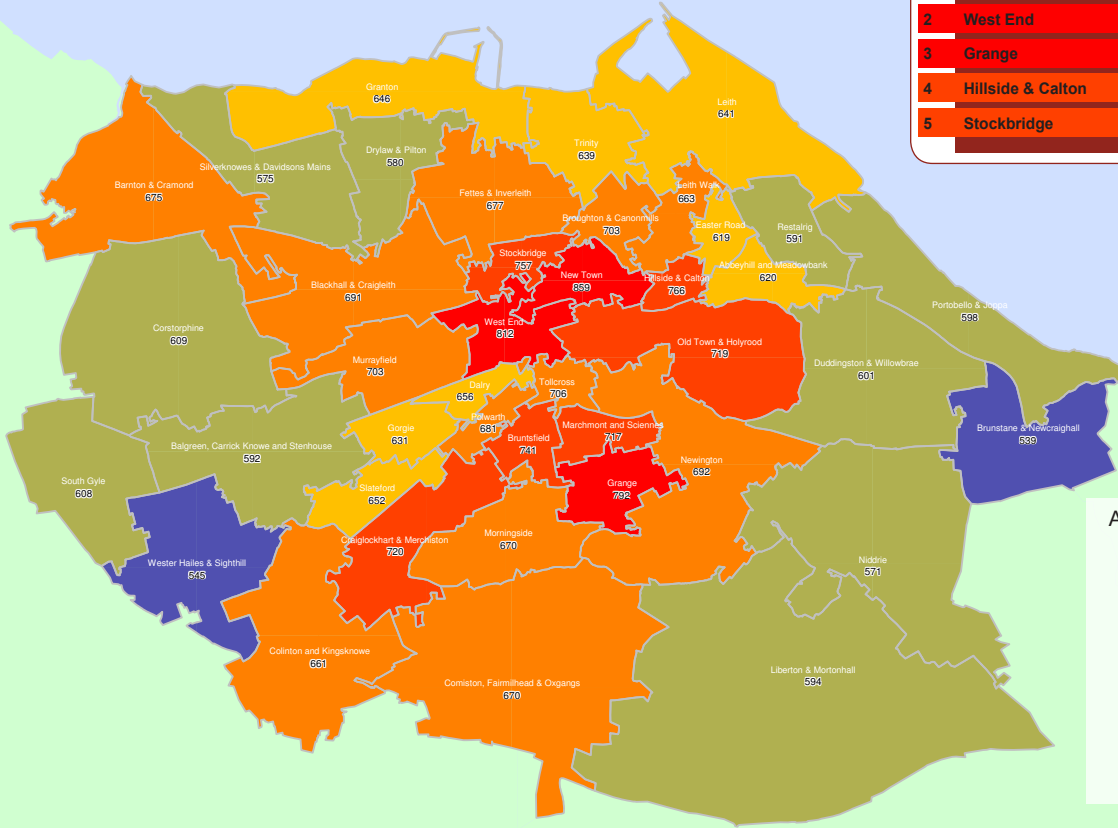 2 West End
3 Grange
4 Hillside & Calton
5 Stockbridge
Granton
646
Leith
641
Trinity
639
Drylaw & Pilton
580
Silverknowes & Davidsons Mains
575
Barnton & Cramond
675
Fettes & Inverleith
677
Leith Walk
663
Broughton & Canonmills
703
Easter Road
619
Restalrig
591
Stockbridge
757
New Town
859
Hillside & Calton
766
Abbeyhill and Meadowbank
620
Blackhall & Craigleith
691
Portobello & Joppa
598
Corstorphine
609
West End
812
Old Town & Holyrood
719
Murrayfield
703
Duddingston & Willowbrae
601
Dairy
656
Tollcross
706
Polwarth
681
Gorgie
631
Bruntsfield
741
Marchmont and Sciennes
717
Brunstane & Newcraighall
539
Balgreen, Carrick Knowe and Stenhouse
592
Newington
692
South Gyle
608
Slateford
652
Grange
792
A
Craiglockhart & Merchiston
720
Morningside
670
Wester Hailes & Sighthill
545
Niddrie
571
Colinton and Kingsknowe
661
Liberton & Mortonhall
594
Comiston, Fairmilhead & Oxgangs
670